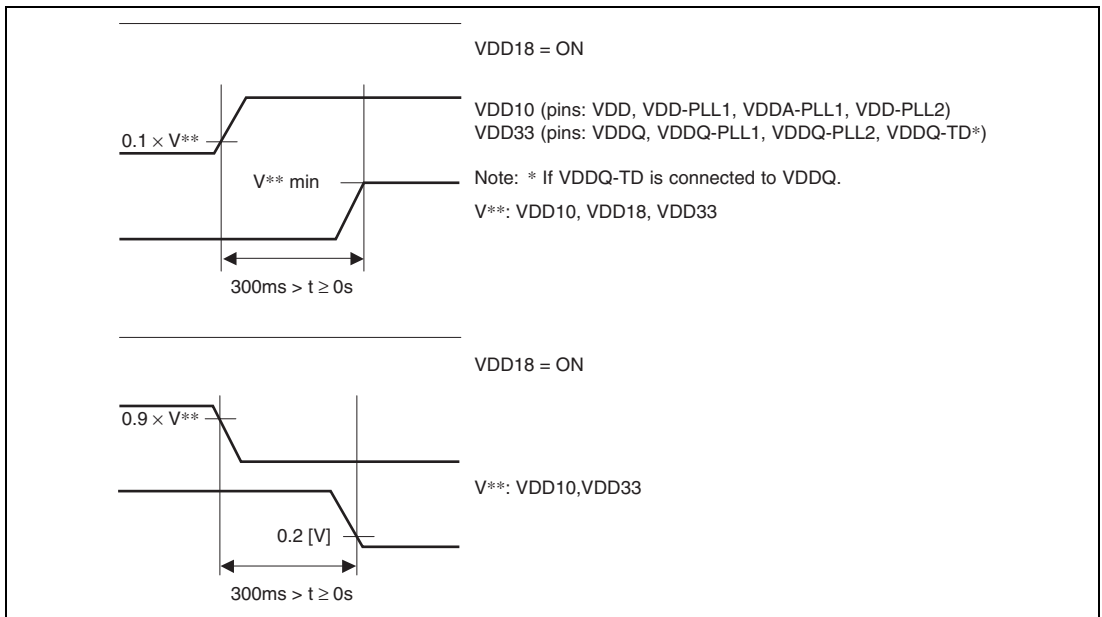 VDD18 = ON
VDD10 (pins: VDD, VDD-PLL1, VDDA-PLL1, VDD-PLL2)
VDD33 (pins: VDDQ, VDDQ-PLL1, VDDQ-PLL2, VDDQ-TD*)
0.1 × V**
V** min
Note: * If VDDQ-TD is connected to VDDQ.
V**: VDD10, VDD18, VDD33
300ms > t ≥ 0s
VDD18 = ON
0.9 × V**
V**: VDD10,VDD33
0.2 [V]
300ms > t ≥ 0s